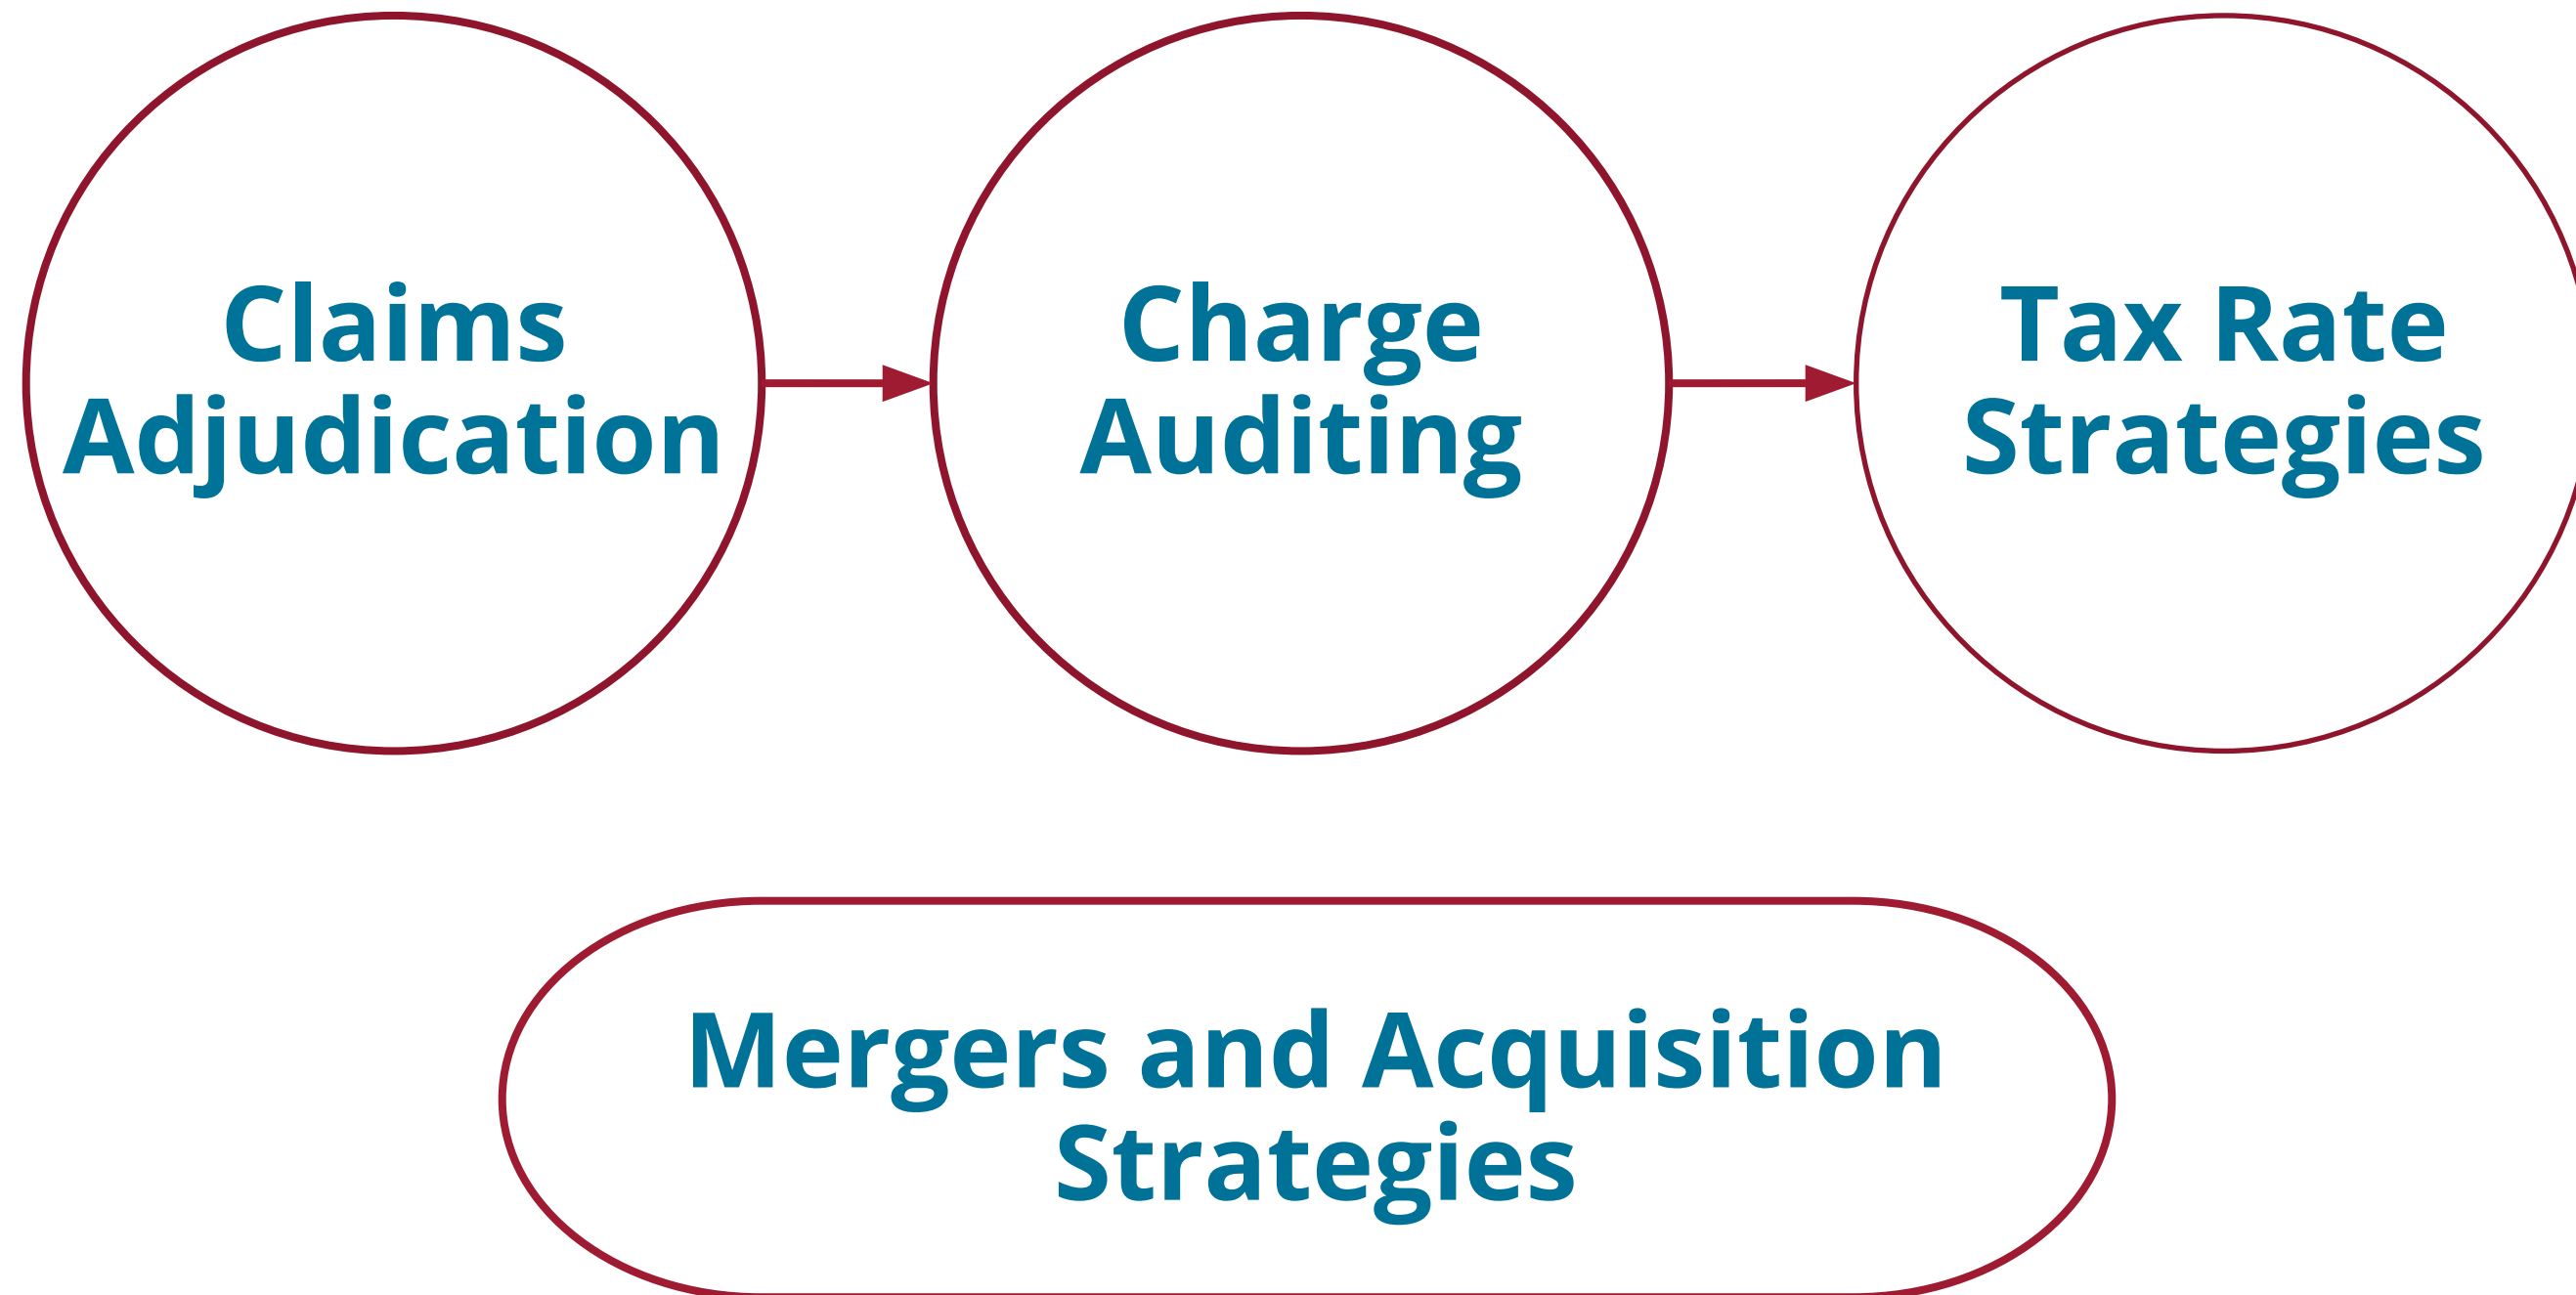 Claims
Adjudication
Charge
Auditing
Tax Rate
Strategies
Mergers and Acquisition
Strategies